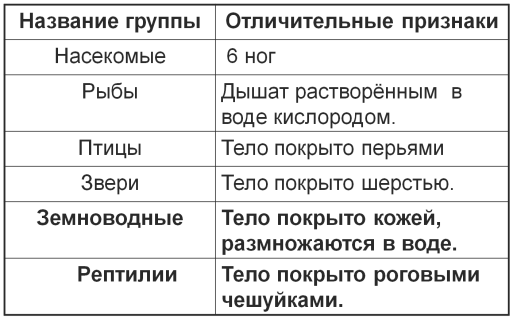 Название группы Отличительные признаки
Насекомые 6 ног
Рыбы Дышат растворённым в
воде кислородом.
Птицы Тело покрыто перьями
Звери Тело покрыто шерстью.
Земноводные Тело покрыто кожей,
размножаются в воде.
Рептилии Тело покрыто роговыми
чешуйками.